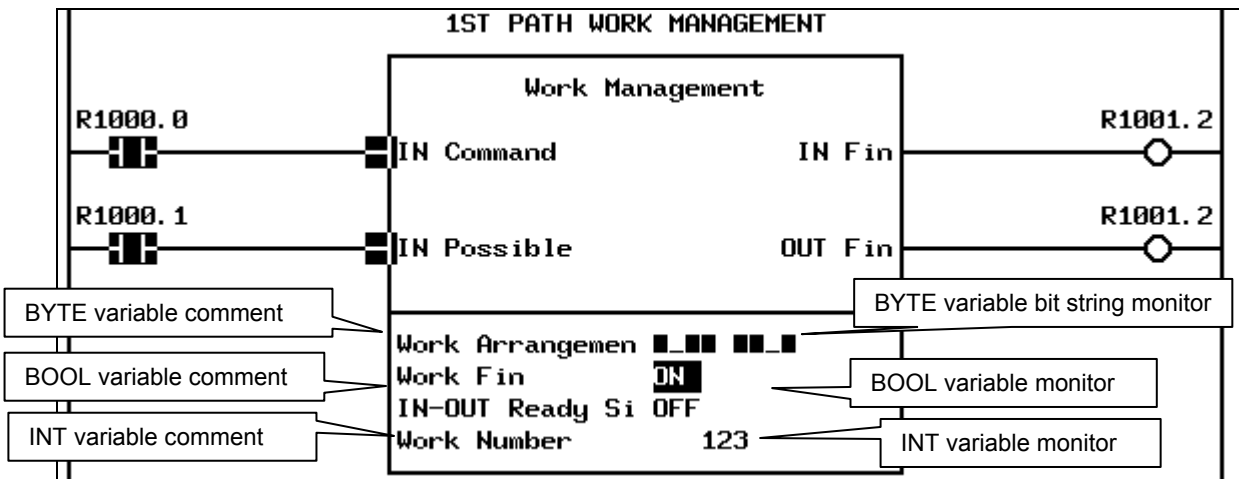 1ST PATH WORK MANAGEMENT
Work Management
R1000.0
R1001.2
IN Command
IN Fin
R1000.1
R1001.2
IN Possible
OUT Fin
BYTE variable comment
BYTE variable bit string monitor
Work Arrangemen
BOOL variable comment
Work Fin ON
BOOL variable monitor
IN-OUT Ready Si OFF
INT variable comment
Work Number 123
INT variable monitor